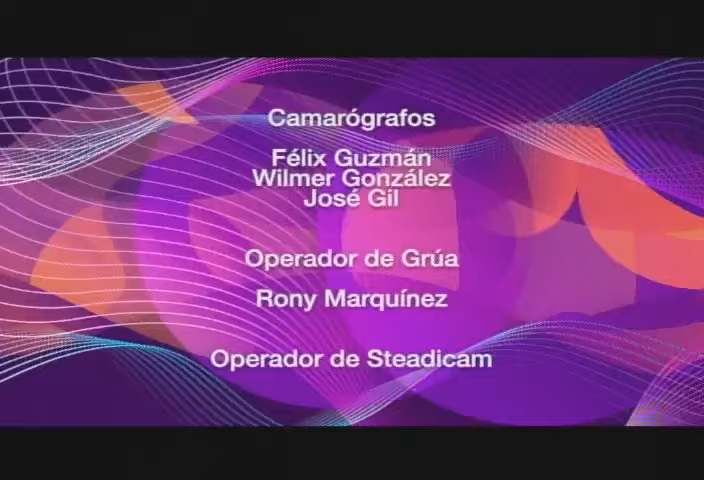 Camarógrafos
Félix Guzmán
Wilmer González
José Gil
Operador de Grúa
Rony Marquínez
Operador de Steadicam